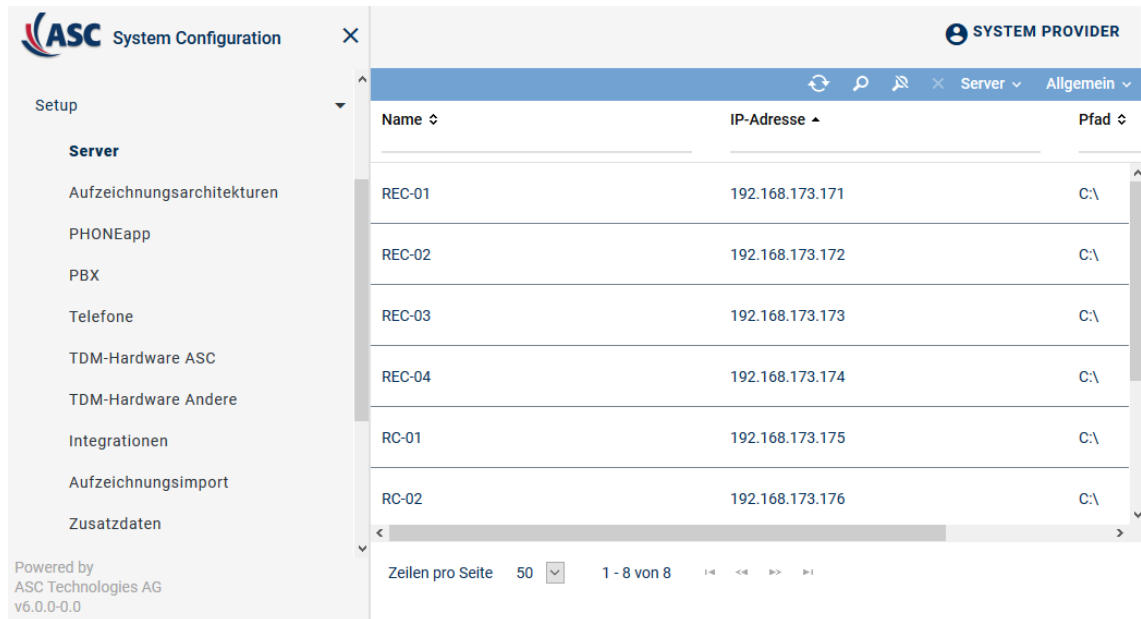 ASC System Configuration
SYSTEM PROVIDER
Server
Allgemein
Setup
Server
Aufzeichnungsarchitekturen
PHONEapp
PBX
Telefone
TDM-Hardware ASC
TDM-Hardware Andere
Integrationen
Aufzeichnungsimport
Zusatzdaten
Powered by
ASC Technologies AG
v6.0.0-0.0
Name IP-Adresse Pfad
REC-01 192.168.173.171 C:\
REC-02 192.168.173.172 C:\
REC-03 192.168.173.173 C:\
REC-04 192.168.173.174 C:\
RC-01 192.168.173.175 C:\
RC-02 192.168.173.176 C:\
Zeilen pro Seite 50 1 - 8 von 8